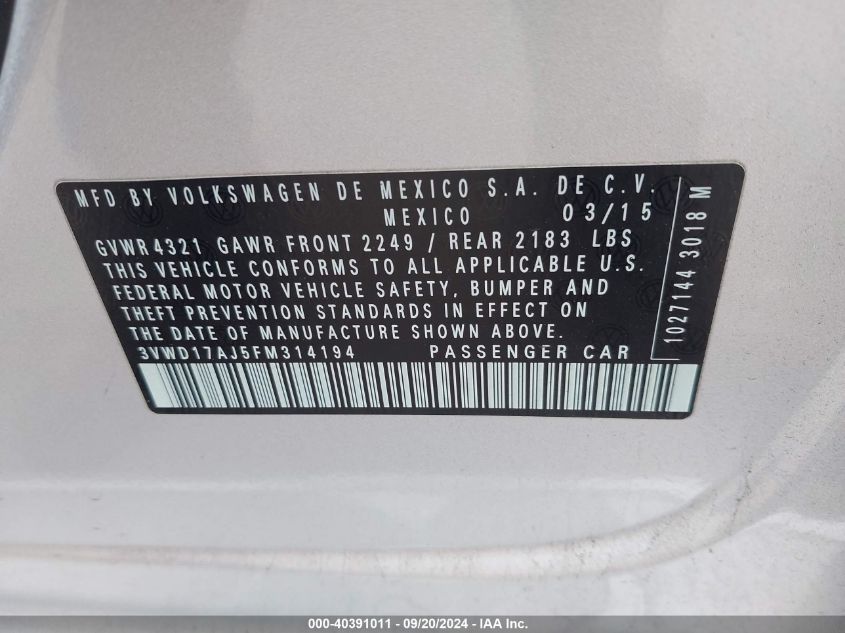 MFD BY VOLKSWAGEN DE MEXICO S.A. DE C.V.
MEXICO 03/15
GVWR 4321 GAWR FRONT 2249 / REAR 2183 LBS
THIS VEHICLE CONFORMS TO ALL APPLICABLE U.S.
FEDERAL MOTOR VEHICLE SAFETY, BUMPER AND
THEFT PREVENTION STANDARDS IN EFFECT ON
THE DATE OF MANUFACTURE SHOWN ABOVE.
3VWD17AJ5FM314194 PASSENGER CAR
1027144 3018 M
000-40391011 - 09/20/2024 - IAA Inc.